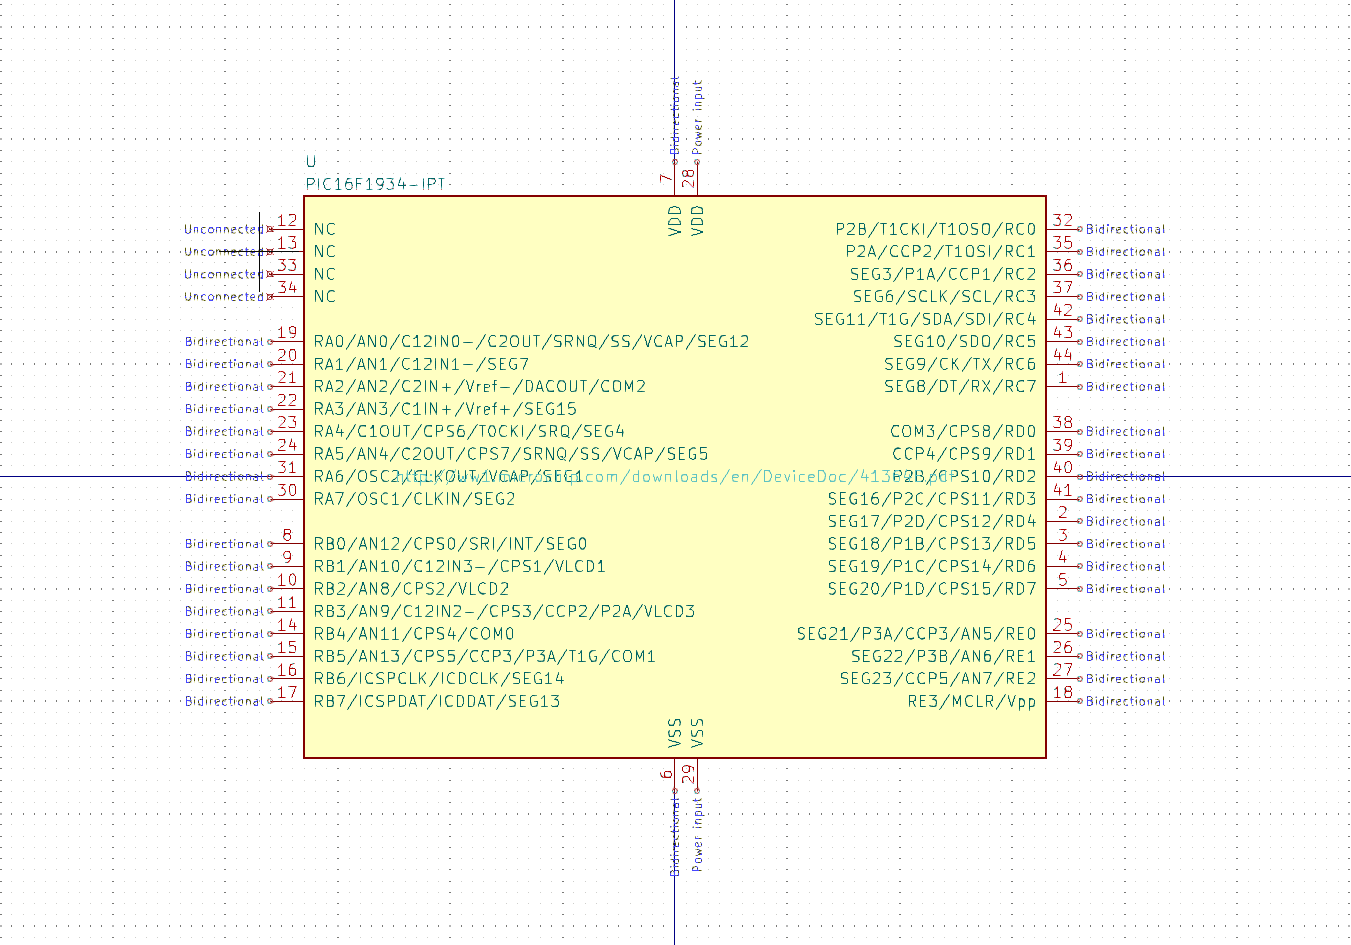 Bidirectional
Power input
7
28
U
PIC16F1934-IPT
VDD
VDD
Unconnected 12 NC
Unconnected 13 NC
Unconnected 33 NC
Unconnected 34 NC
Bidirectional 19 RA0/AN0/C12IN0-/C2OUT/SRNQ/SS/VCAP/SEG12
Bidirectional 20 RA1/AN1/C12IN1-/SEG7
Bidirectional 21 RA2/AN2/C2IN+/Vref-/DACOUT/COM2
Bidirectional 22 RA3/AN3/C1IN+/Vref+/SEG15
Bidirectional 23 RA4/C1OUT/CPS6/T0CKI/SRQ/SEG4
Bidirectional 24 RA5/AN4/C2OUT/CPS7/SRNQ/SS/VCAP/SEG5
Bidirectional 31 RA6/OSC2/CLKOUT/VCAP/SEG1
Bidirectional 30 RA7/OSC1/CLKIN/SEG2
Bidirectional 8 RB0/AN12/CPS0/SRI/INT/SEG0
Bidirectional 9 RB1/AN10/C12IN3-/CPS1/VLCD1
Bidirectional 10 RB2/AN8/CPS2/VLCD2
Bidirectional 11 RB3/AN9/C12IN2-/CPS3/CCP2/P2A/VLCD3
Bidirectional 14 RB4/AN11/CPS4/COM0
Bidirectional 15 RB5/AN13/CPS5/CCP3/P3A/T1G/COM1
Bidirectional 16 RB6/ICSPCLK/ICDCLK/SEG14
Bidirectional 17 RB7/ICSPDAT/ICDDAT/SEG13
P2B/T1CKI/T1OSO/RC0 32 Bidirectional
P2A/CCP2/T1OSI/RC1 35 Bidirectional
SEG3/P1A/CCP1/RC2 36 Bidirectional
SEG6/SCLK/SCL/RC3 37 Bidirectional
SEG11/T1G/SDA/SDI/RC4 42 Bidirectional
SEG10/SDO/RC5 43 Bidirectional
SEG9/CK/TX/RC6 44 Bidirectional
SEG8/DT/RX/RC7 1 Bidirectional
COM3/CPS8/RD0 38 Bidirectional
CCP4/CPS9/RD1 39 Bidirectional
P2B/CPS10/RD2 40 Bidirectional
SEG16/P2C/CPS11/RD3 41 Bidirectional
SEG17/P2D/CPS12/RD4 2 Bidirectional
SEG18/P1B/CPS13/RD5 3 Bidirectional
SEG19/P1C/CPS14/RD6 4 Bidirectional
SEG20/P1D/CPS15/RD7 5 Bidirectional
SEG21/P3A/CCP3/AN5/RE0 25 Bidirectional
SEG22/P3B/AN6/RE1 26 Bidirectional
SEG23/CCP5/AN7/RE2 27 Bidirectional
RE3/MCLR/Vpp 18 Bidirectional
VSS
VSS
6
29
Bidirectional
Power input